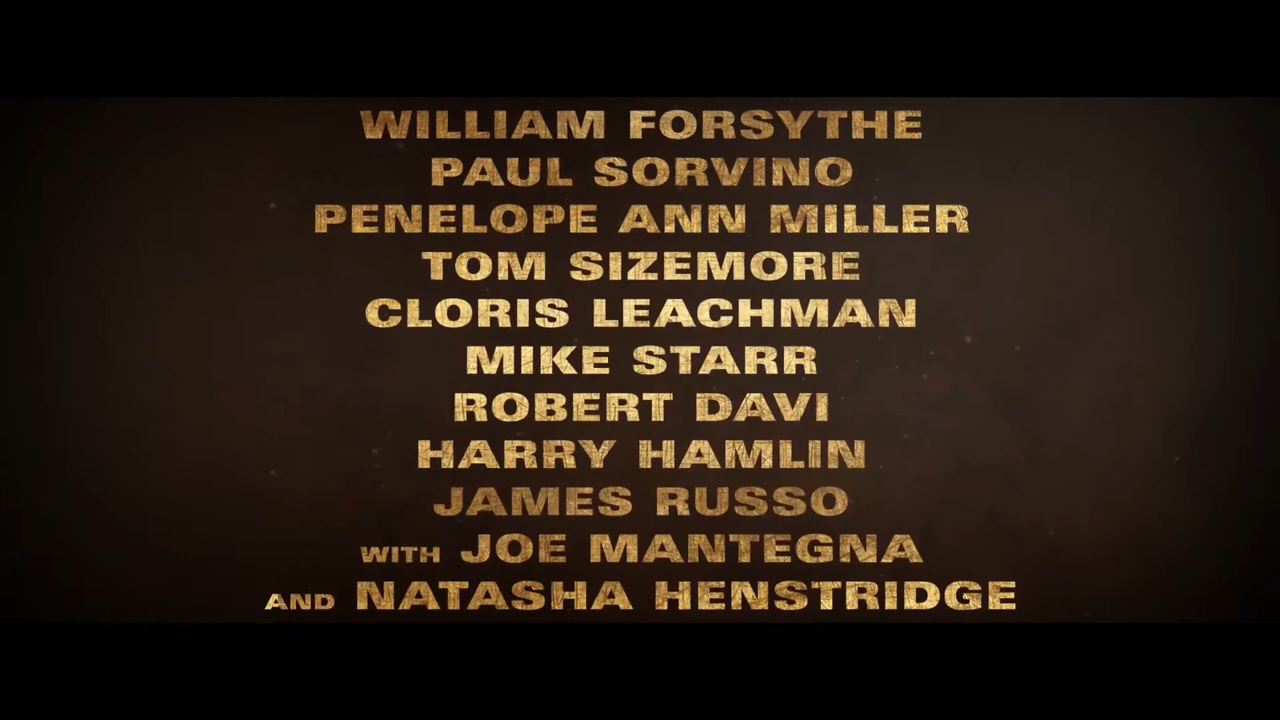 WILLIAM FORSYTHE
PAUL SORVINO
PENELOPE ANN MILLER
TOM SIZEMORE
CLORIS LEACHMAN
MIKE STARR
ROBERT DAVI
HARRY HAMLIN
JAMES RUSSO
WITH JOE MANTEGNA
AND NATASHA HENSTRIDGE